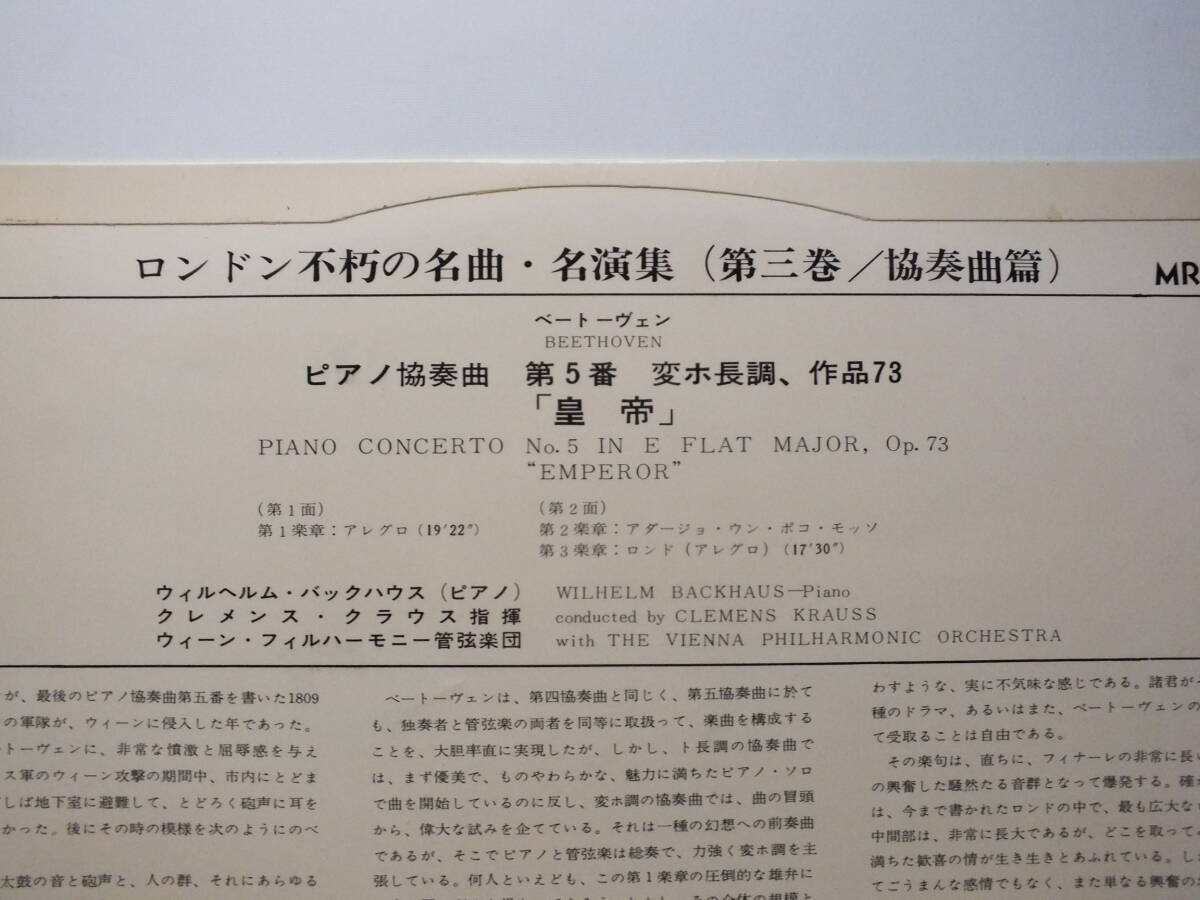 ロンドン不朽の名曲・名演集（第三巻／協奏曲篇） MR
ベートーヴェン
BEETHOVEN
ピアノ協奏曲 第5番 変ホ長調、作品73
「皇 帝」
PIANO CONCERTO No. 5 IN E FLAT MAJOR, Op. 73
“EMPEROR”
（第1面）
第1楽章：アレグロ（19′22″）
（第2面）
第2楽章：アダージョ・ウン・ポコ・モッソ
第3楽章：ロンド（アレグロ）（17′30″）
ウィルヘルム・バックハウス（ピアノ） WILHELM BACKHAUS—Piano
クレメンス・クラウス指揮 conducted by CLEMENS KRAUSS
ウィーン・フィルハーモニー管弦楽団 with THE VIENNA PHILHARMONIC ORCHESTRA
が、最後のピアノ協奏曲第五番を書いた1809
の軍隊が、ウィーンに侵入した年であった。
トーヴェンに、非常な憤激と屈辱感を与え
ス軍のウィーン攻撃の期間中、市内にとどま
しば地下室に避難して、とどろく砲声に耳を
かった。後にその時の模様を次のようにのべ
太鼓の音と砲声と、人の群、それにあらゆる
ベートーヴェンは、第四協奏曲と同じく、第五協奏曲に於て
も、独奏者と管弦楽の両者を同等に取扱って、楽曲を構成する
ことを、大胆率直に実現したが、しかし、ト長調の協奏曲で
は、まず優美で、ものやわらかな、魅力に満ちたピアノ・ソロ
で曲を開始しているのに反し、変ホ調の協奏曲では、曲の冒頭
から、偉大な試みを企てている。それは一種の幻想への前奏曲
であるが、そこでピアノと管弦楽は総奏で、力強く変ホ調を主
張している。何人といえども、この第1楽章の圧倒的な雄弁に
わすような、実に不気味な感じである。諸君がそ
種のドラマ、あるいはまた、ベートーヴェンの
て受取ることは自由である。
その楽句は、直ちに、フィナーレの非常に長い
の興奮した騒然たる音群となって爆発する。確か
は、今まで書かれたロンドの中で、最も広大な
中間部は、非常に長大であるが、どこを取って
満ちた歓喜の情が生き生きとあふれている。し
てごうまんな感情でもなく、また単なる興奮の